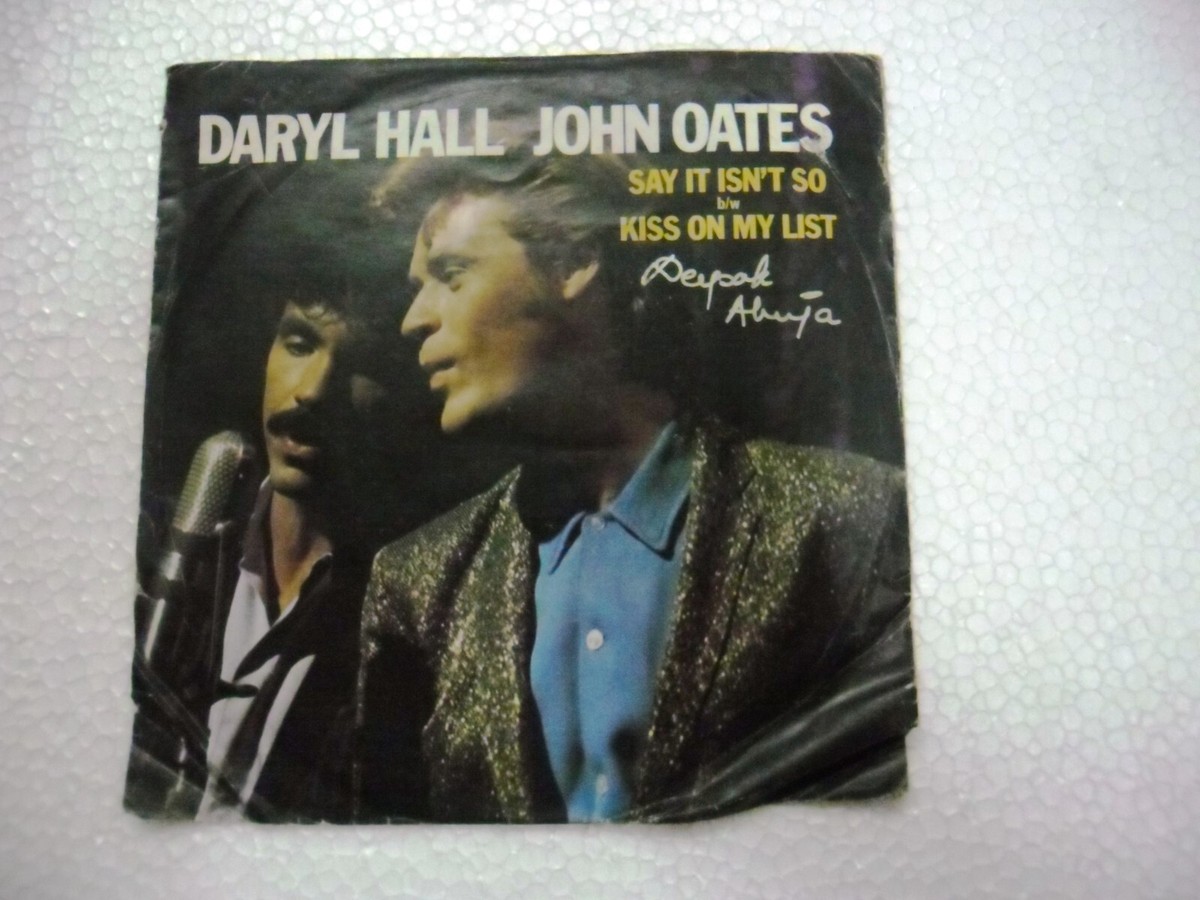 DARYL HALL JOHN OATES
SAY IT ISN'T SO
b/w
KISS ON MY LIST
Deepak
Ahuja